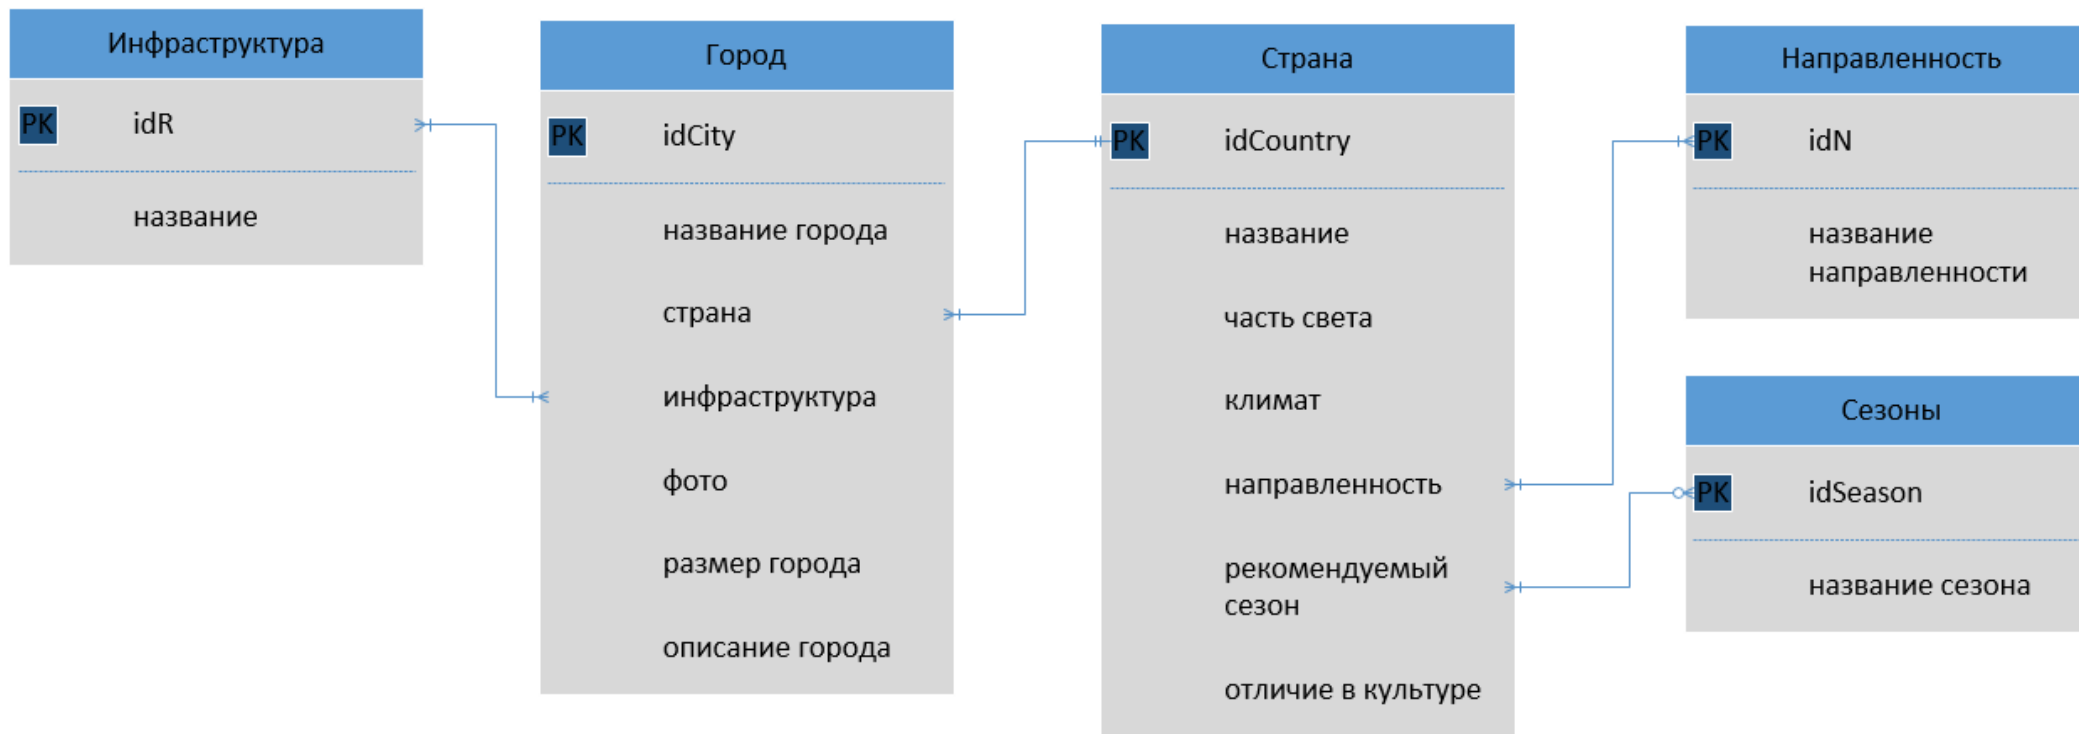 Инфраструктура
PK idR
название
Город
PK idCity
название города
страна
инфраструктура
фото
размер города
описание города
Страна
PK idCountry
название
часть света
климат
направленность
рекомендуемый
сезон
отличие в культуре
Направленность
PK idN
название
направленности
Сезоны
PK idSeason
название сезона